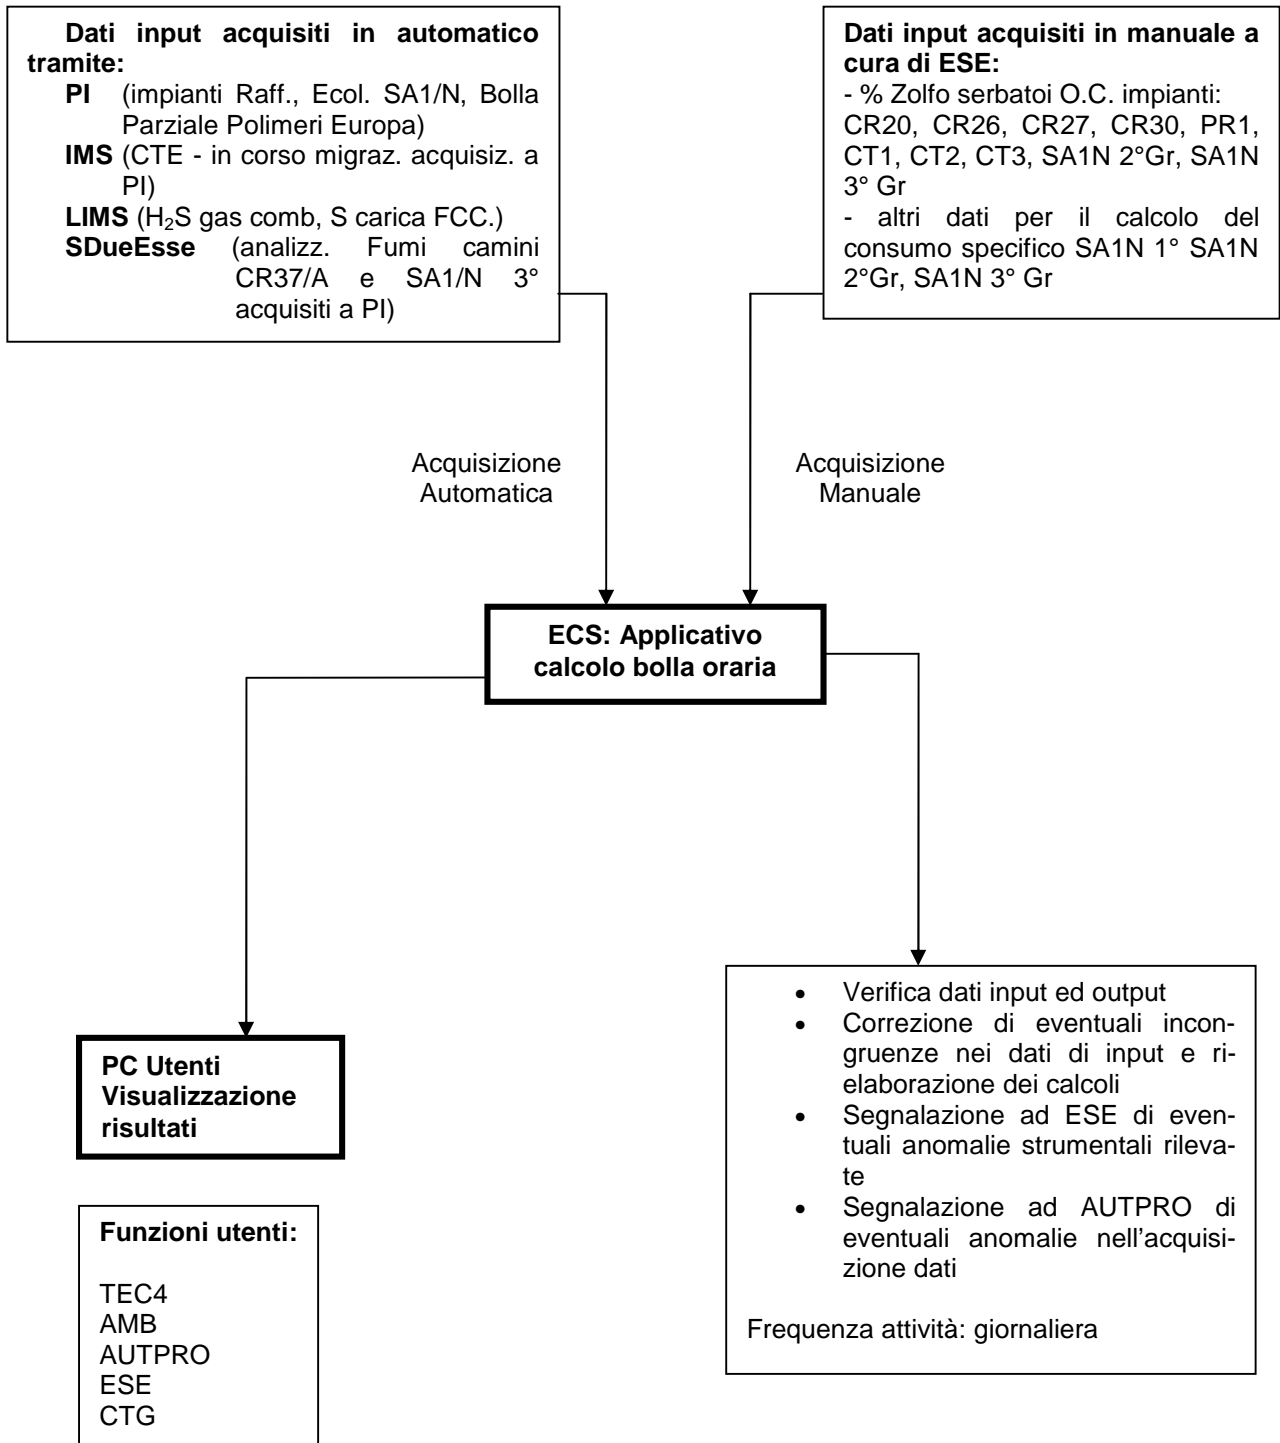 Dati input acquisiti in automatico
tramite:
PI (impianti Raff., Ecol. SA1/N, Bolla
Parziale Polimeri Europa)
IMS (CTE - in corso migraz. acquisiz. a
PI)
LIMS (H₂S gas comb, S carica FCC.)
SDueEsse (analizz. Fumi camini
CR37/A e SA1/N 3°
acquisiti a PI)
Dati input acquisiti in manuale a
cura di ESE:
- % Zolfo serbatoi O.C. impianti:
CR20, CR26, CR27, CR30, PR1,
CT1, CT2, CT3, SA1N 2°Gr, SA1N
3° Gr
- altri dati per il calcolo del
consumo specifico SA1N 1° SA1N
2°Gr, SA1N 3° Gr
Acquisizione
Automatica
Acquisizione
Manuale
ECS: Applicativo
calcolo bolla oraria
PC Utenti
Visualizzazione
risultati
Funzioni utenti:
TEC4
AMB
AUTPRO
ESE
CTG
• Verifica dati input ed output
• Correzione di eventuali incon-
gruenze nei dati di input e ri-
elaborazione dei calcoli
• Segnalazione ad ESE di even-
tuali anomalie strumentali rileva-
te
• Segnalazione ad AUTPRO di
eventuali anomalie nell'acquisi-
zione dati
Frequenza attività: giornaliera